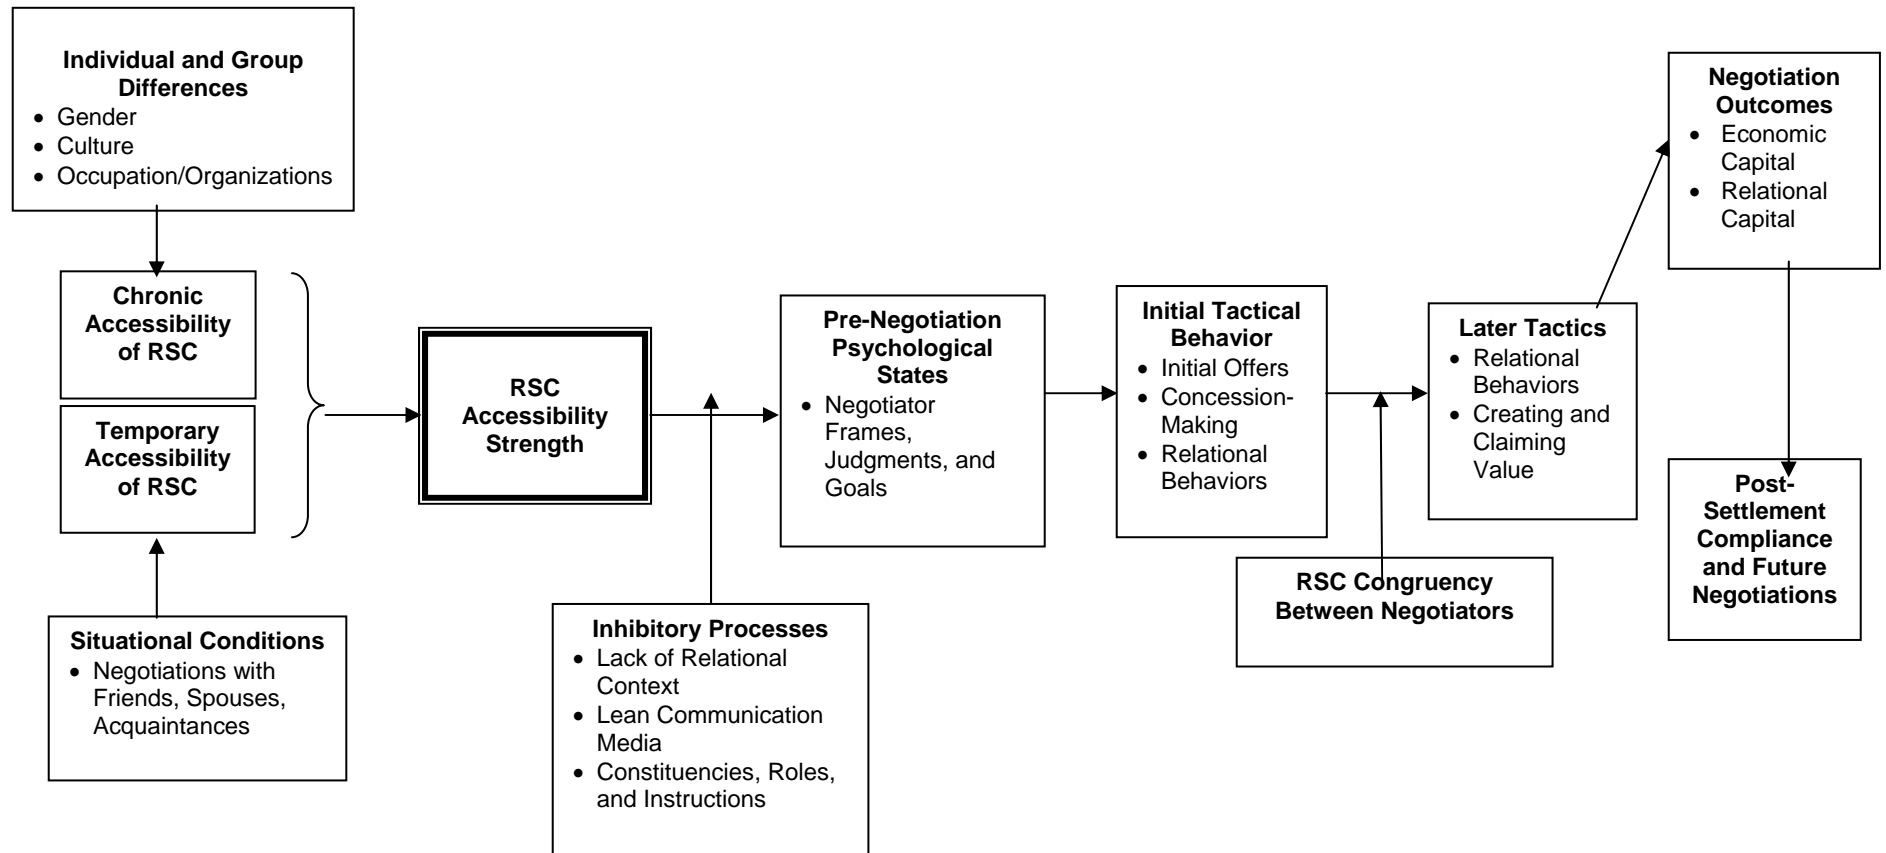 Individual and Group
Differences
• Gender
• Culture
• Occupation/Organizations
Chronic
Accessibility
of RSC
Temporary
Accessibility
of RSC
Situational Conditions
• Negotiations with
Friends, Spouses,
Acquaintances
RSC
Accessibility
Strength
Inhibitory Processes
• Lack of Relational
Context
• Lean Communication
Media
• Constituencies, Roles,
and Instructions
Pre-Negotiation
Psychological
States
• Negotiator
Frames,
Judgments, and
Goals
Initial Tactical
Behavior
• Initial Offers
• Concession-
Making
• Relational
Behaviors
RSC Congruency
Between Negotiators
Later Tactics
• Relational
Behaviors
• Creating and
Claiming
Value
Negotiation
Outcomes
• Economic
Capital
• Relational
Capital
Post-
Settlement
Compliance
and Future
Negotiations